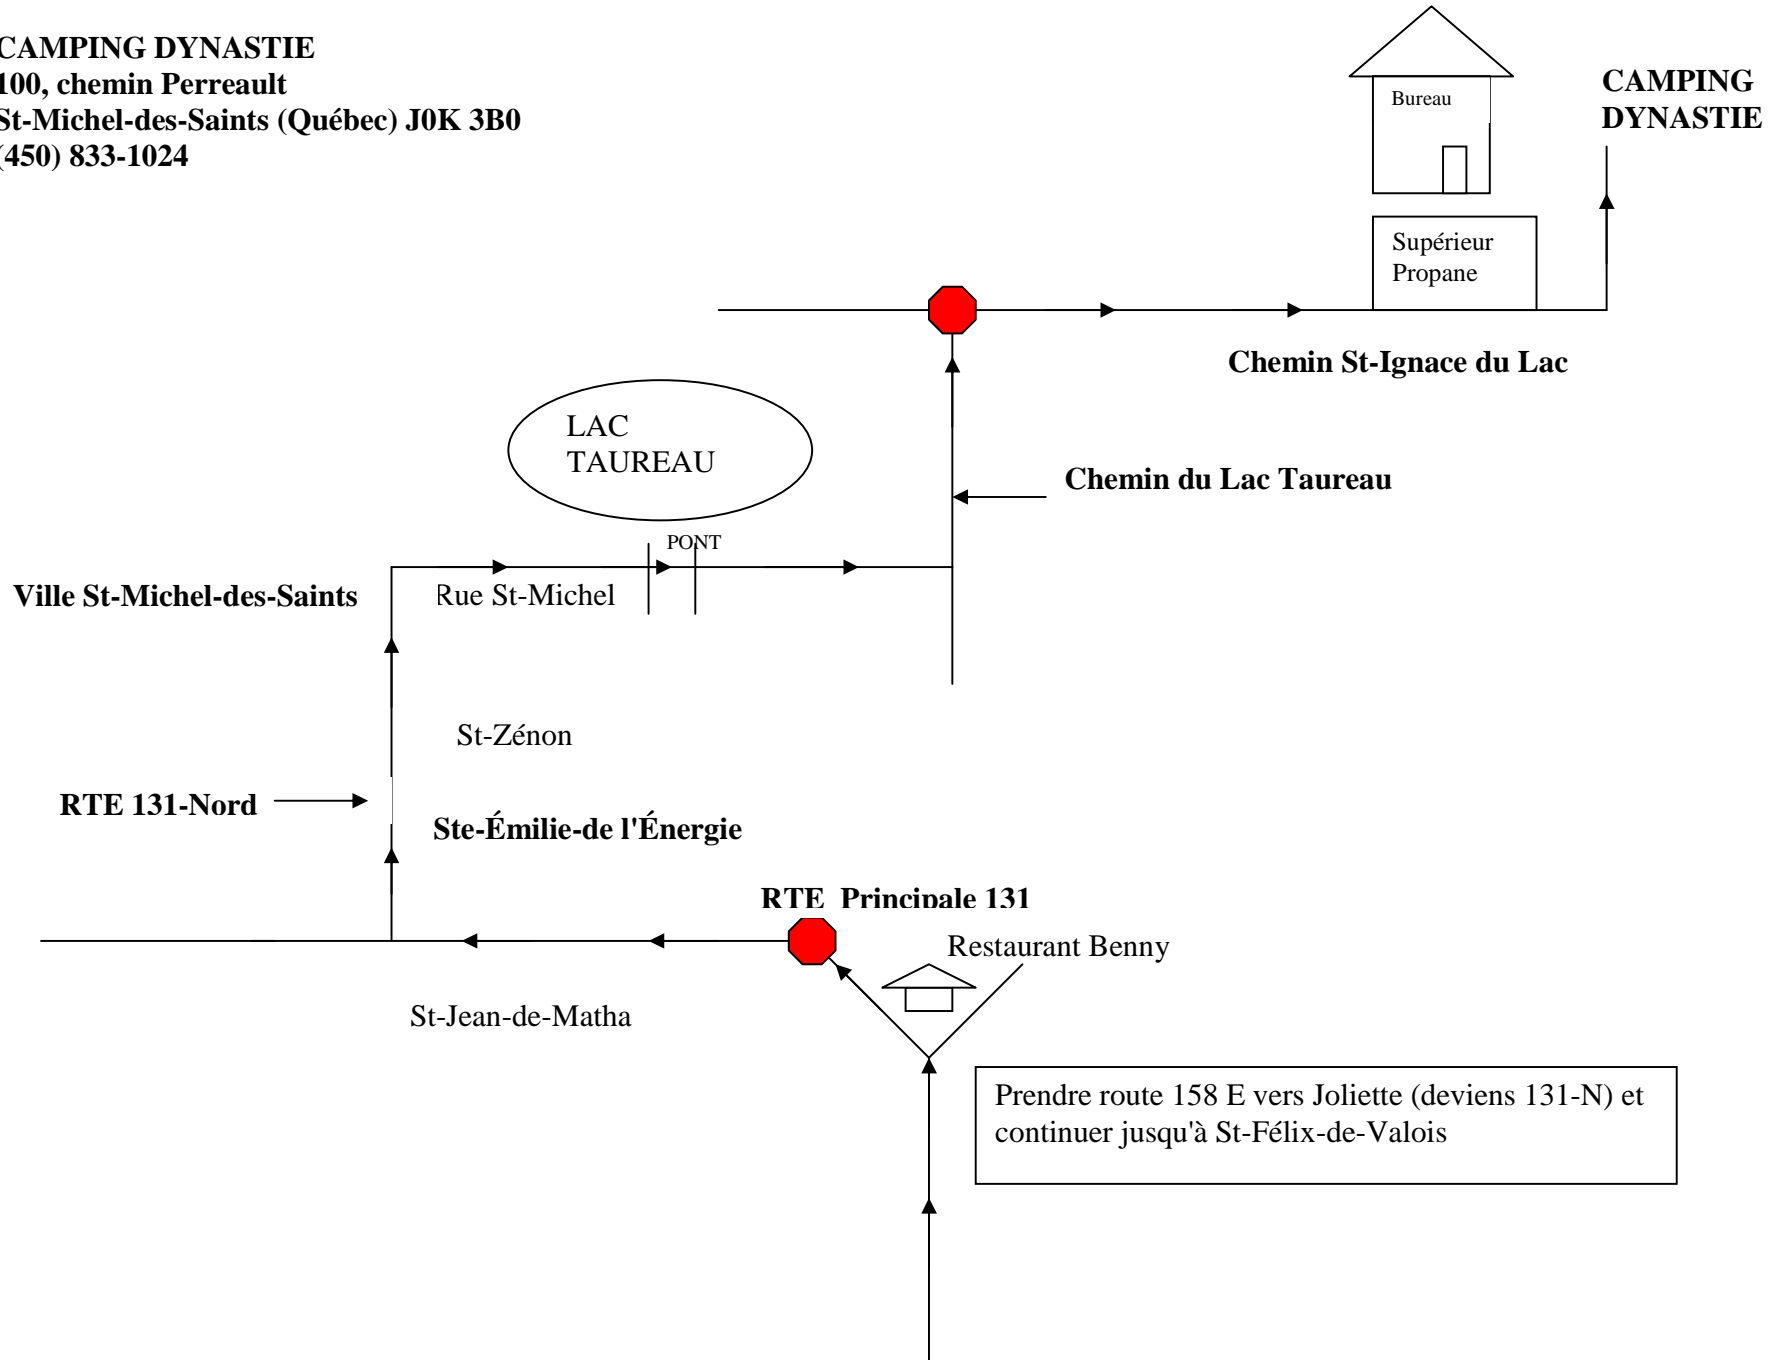 CAMPING DYNASTIE
100, chemin Perreault
St-Michel-des-Saints (Québec) J0K 3B0
(450) 833-1024
Bureau
CAMPING
DYNASTIE
Supérieur
Propane
Chemin St-Ignace du Lac
LAC
TAUREAU
Chemin du Lac Taureau
PONT
Ville St-Michel-des-Saints
Rue St-Michel
St-Zénon
RTE 131-Nord
Ste-Émilie-de l'Énergie
RTE  Principale 131
Restaurant Benny
St-Jean-de-Matha
Prendre route 158 E vers Joliette (deviens 131-N) et
continuer jusqu'à St-Félix-de-Valois